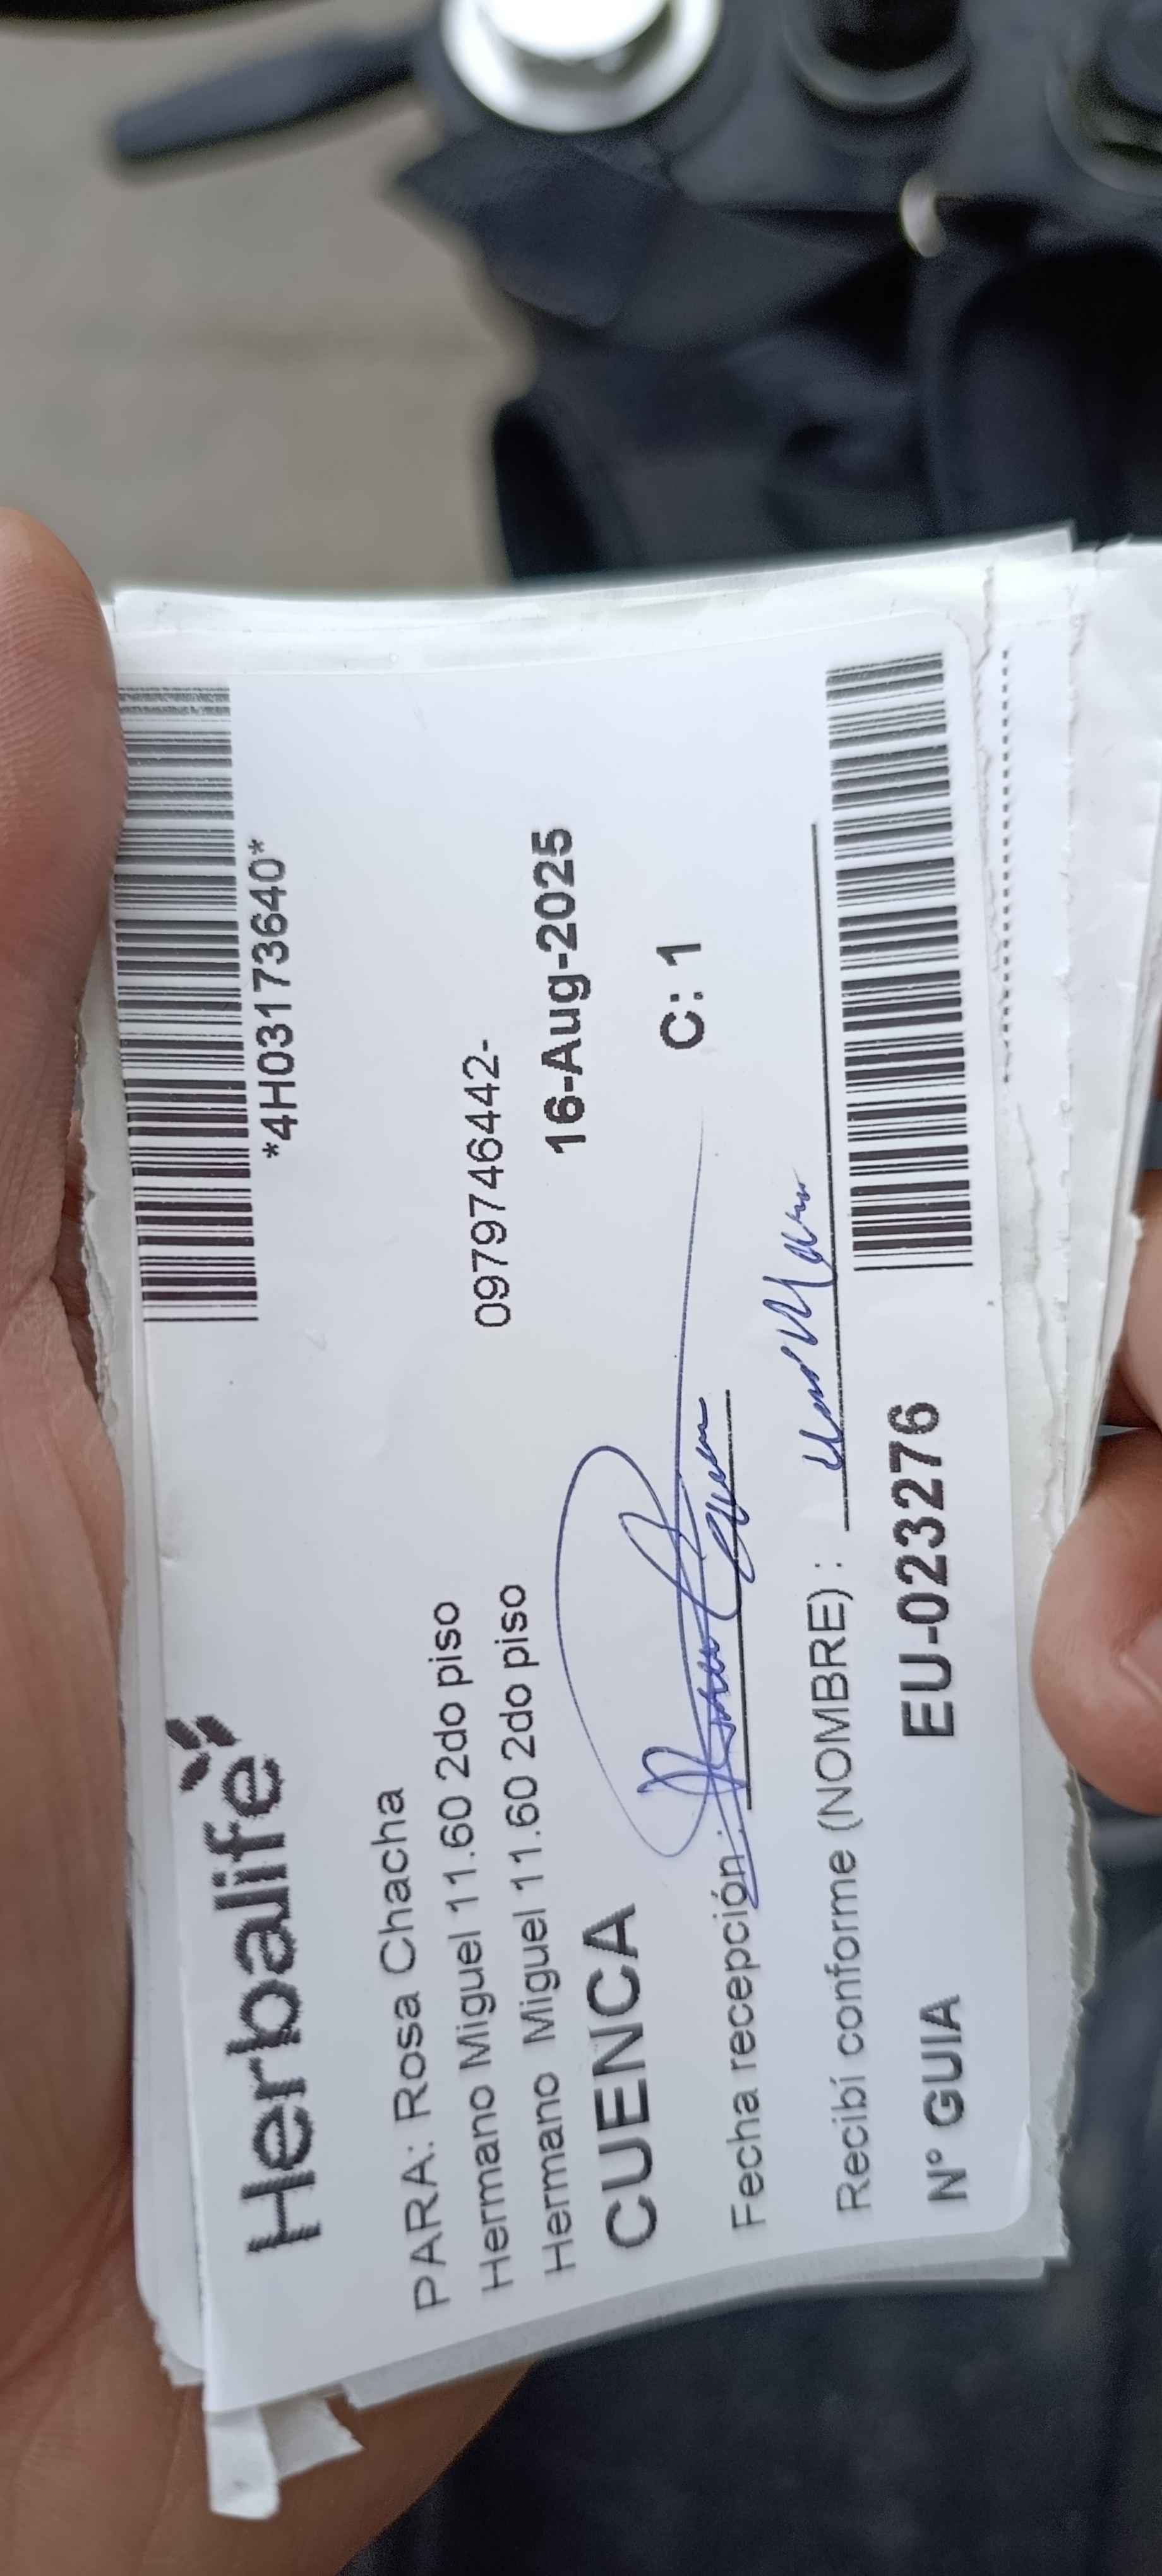 Herbalife
*4H03173640*
PARA: Rosa Chacha
Hermano Miguel 11.60 2do piso
0979746442-
Hermano Miguel 11.60 2do piso
16-Aug-2025
CUENCA
C: 1
Fecha recepción:
Recibí conforme (NOMBRE) :
Nº GUIA EU-023276